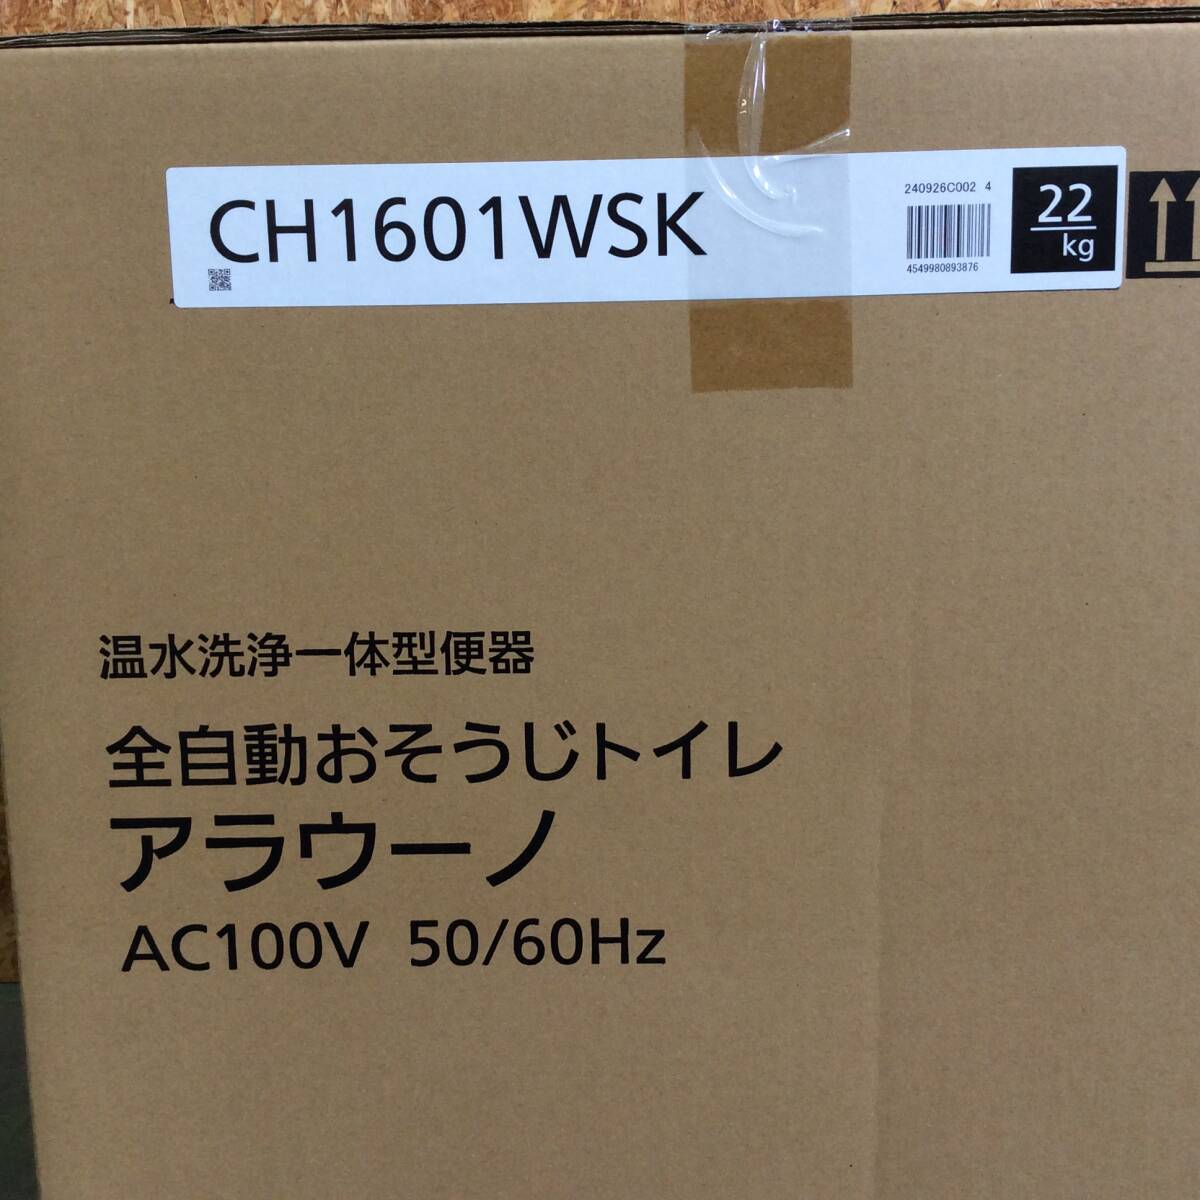 CH1601WSK
240926C002 4
4549980893876
22
kg
温水洗浄一体型便器
全自動おそうじトイレ
アラウーノ
AC100V 50/60Hz